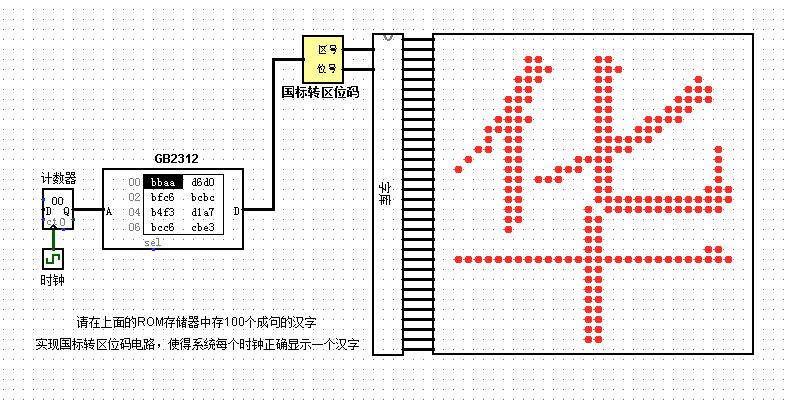 区号
位号
国标转区位码
GB2312
计数器
00
D Q
ct 0
A
00 bbaa d6d0
02 bfc6 bcbc
04 b4f3 d1a7
06 bcc6 cbe3
D
sel
时钟
字库
华
请在上面的ROM存储器中存100个成句的汉字
实现国标转区位码电路，使得系统每个时钟正确显示一个汉字